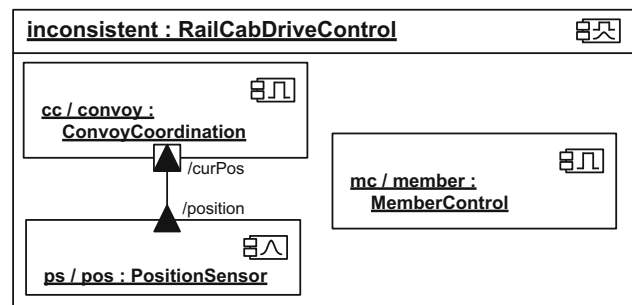 inconsistent : RailCabDriveControl
cc / convoy :
ConvoyCoordination
/curPos
/position
mc / member :
MemberControl
ps / pos : PositionSensor